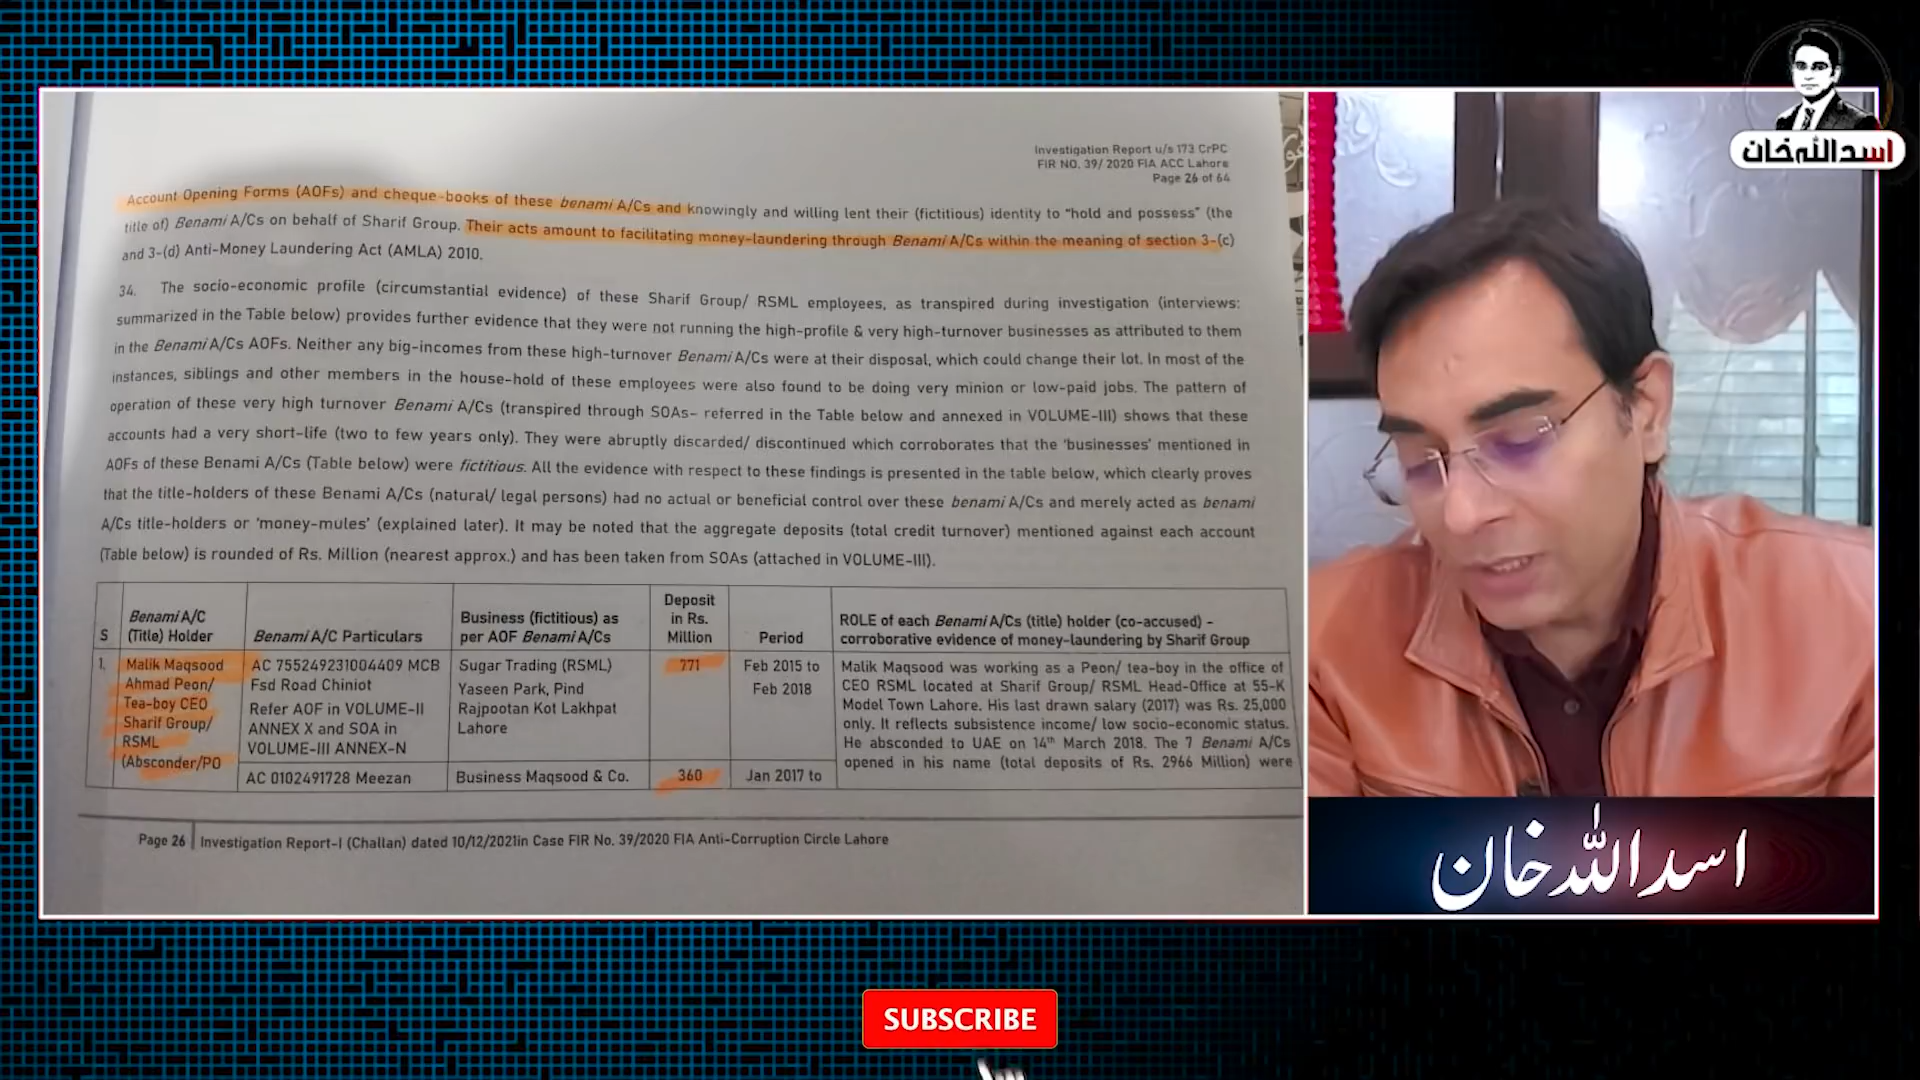 اسد اللہ خان
Investigation Report u/s 173 CrPC
FIR NO. 39/ 2020 FIA ACC Lahore
Page 26 of 64
Account Opening Forms (AOFs) and cheque-books of these benami A/Cs and knowingly and willing lent their (fictitious) identity to "hold and possess" (the
title of) Benami A/Cs on behalf of Sharif Group. Their acts amount to facilitating money-laundering through Benami A/Cs within the meaning of section 3-(c)
and 3-(d) Anti-Money Laundering Act (AMLA) 2010.
34. The socio-economic profile (circumstantial evidence) of these Sharif Group/ RSML employees, as transpired during investigation (interviews:
summarized in the Table below) provides further evidence that they were not running the high-profile & very high-turnover businesses as attributed to them
in the Benami A/Cs AOFs. Neither any big-incomes from these high-turnover Benami A/Cs were at their disposal, which could change their lot. In most of the
instances, siblings and other members in the house-hold of these employees were also found to be doing very minion or low-paid jobs. The pattern of
operation of these very high turnover Benami A/Cs (transpired through SOAs- referred in the Table below and annexed in VOLUME-III) shows that these
accounts had a very short-life (two to few years only). They were abruptly discarded/ discontinued which corroborates that the 'businesses' mentioned in
AOFs of these Benami A/Cs (Table below) were fictitious. All the evidence with respect to these findings is presented in the table below, which clearly proves
that the title-holders of these Benami A/Cs (natural/ legal persons) had no actual or beneficial control over these benami A/Cs and merely acted as benami
A/Cs title-holders or 'money-mules' (explained later). It may be noted that the aggregate deposits (total credit turnover) mentioned against each account
(Table below) is rounded of Rs. Million (nearest approx.) and has been taken from SOAs (attached in VOLUME-III).
S
Benami A/C
(Title) Holder
Benami A/C Particulars
Business (fictitious) as
per AOF Benami A/Cs
Deposit
in Rs.
Million
Period
ROLE of each Benami A/Cs (title) holder (co-accused) -
corroborative evidence of money-laundering by Sharif Group
1.
Malik Maqsood
Ahmad Peon/
Tea-boy CEO
Sharif Group/
RSML
(Absconder/PO
AC 755249231004409 MCB
Fsd Road Chiniot
Refer AOF in VOLUME-II
ANNEX X and SOA in
VOLUME-III ANNEX-N
Sugar Trading (RSML)
Yaseen Park, Pind
Rajpootan Kot Lakhpat
Lahore
771
Feb 2015 to
Feb 2018
Malik Maqsood was working as a Peon/ tea-boy in the office of
CEO RSML located at Sharif Group/ RSML Head-Office at 55-K
Model Town Lahore. His last drawn salary (2017) was Rs. 25,000
only. It reflects subsistence income/ low socio-economic status.
He absconded to UAE on 14th March 2018. The 7 Benami A/Cs
opened in his name (total deposits of Rs. 2966 Million) were
AC 0102491728 Meezan
Business Maqsood & Co.
360
Jan 2017 to
Page 26 | Investigation Report-I (Challan) dated 10/12/2021in Case FIR No. 39/2020 FIA Anti-Corruption Circle Lahore
اسد اللہ خان
SUBSCRIBE